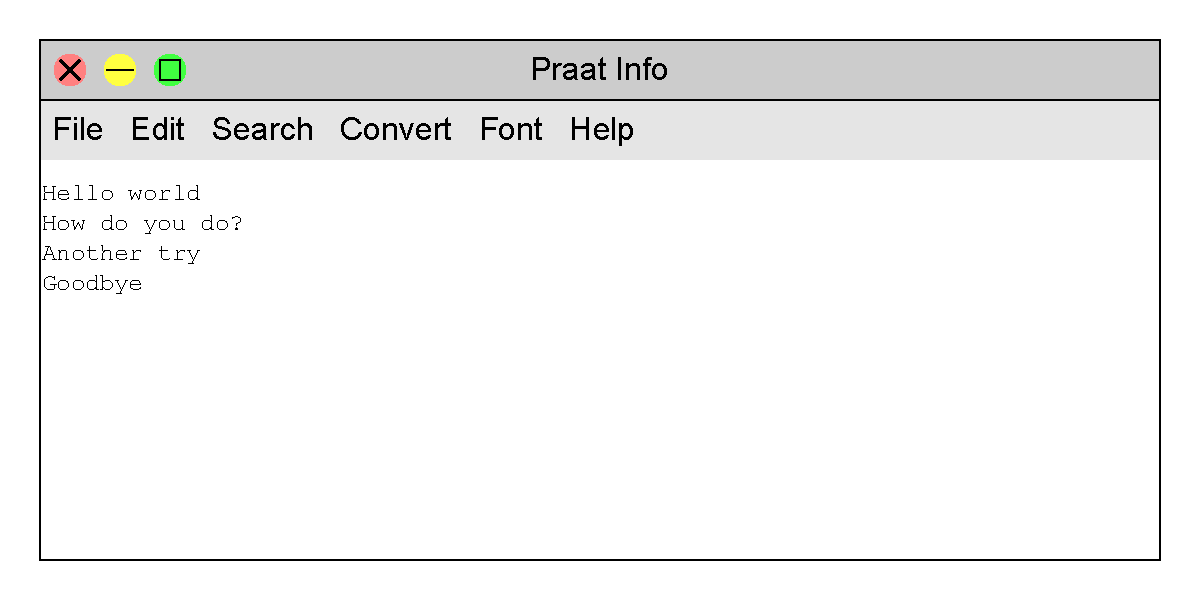 Praat Info
File Edit Search Convert Font Help
Hello world
How do you do?
Another try
Goodbye